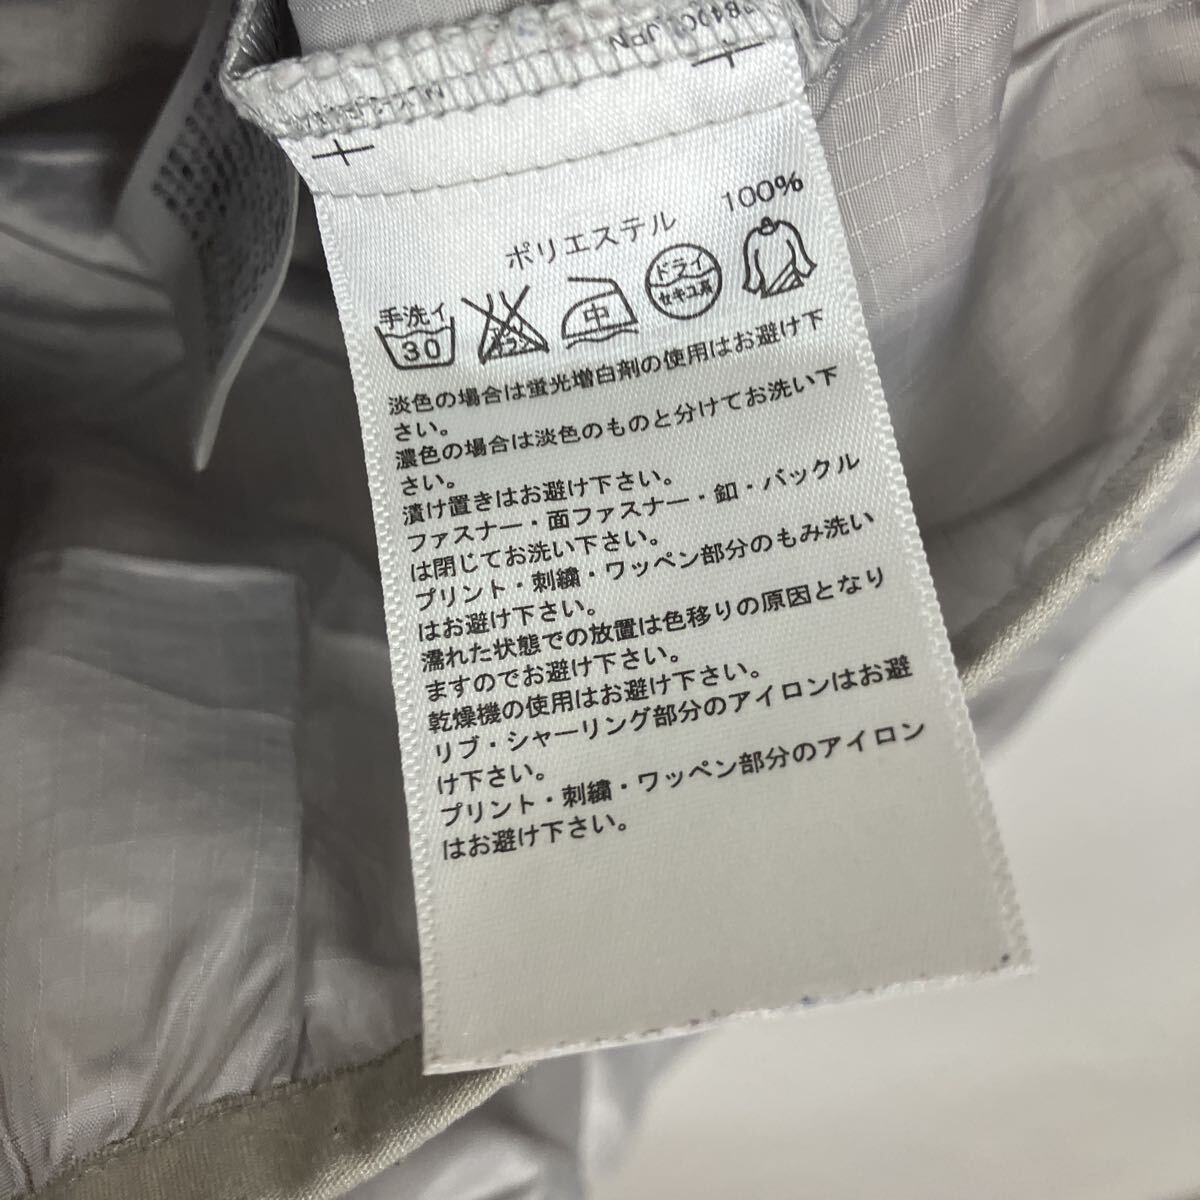 JPN
ポリエステル 100%
手洗イ
30
エンソ
サラシ
中
ドライ
セキユ系
淡色の場合は蛍光増白剤の使用はお避け下
さい。
濃色の場合は淡色のものと分けてお洗い下
さい。
漬け置きはお避け下さい。
ファスナー・面ファスナー・釦・バックル
は閉じてお洗い下さい。
プリント・刺繍・ワッペン部分のもみ洗い
はお避け下さい。
濡れた状態での放置は色移りの原因となり
ますのでお避け下さい。
乾燥機の使用はお避け下さい。
リブ・シャーリング部分のアイロンはお避
け下さい。
プリント・刺繍・ワッペン部分のアイロン
はお避け下さい。